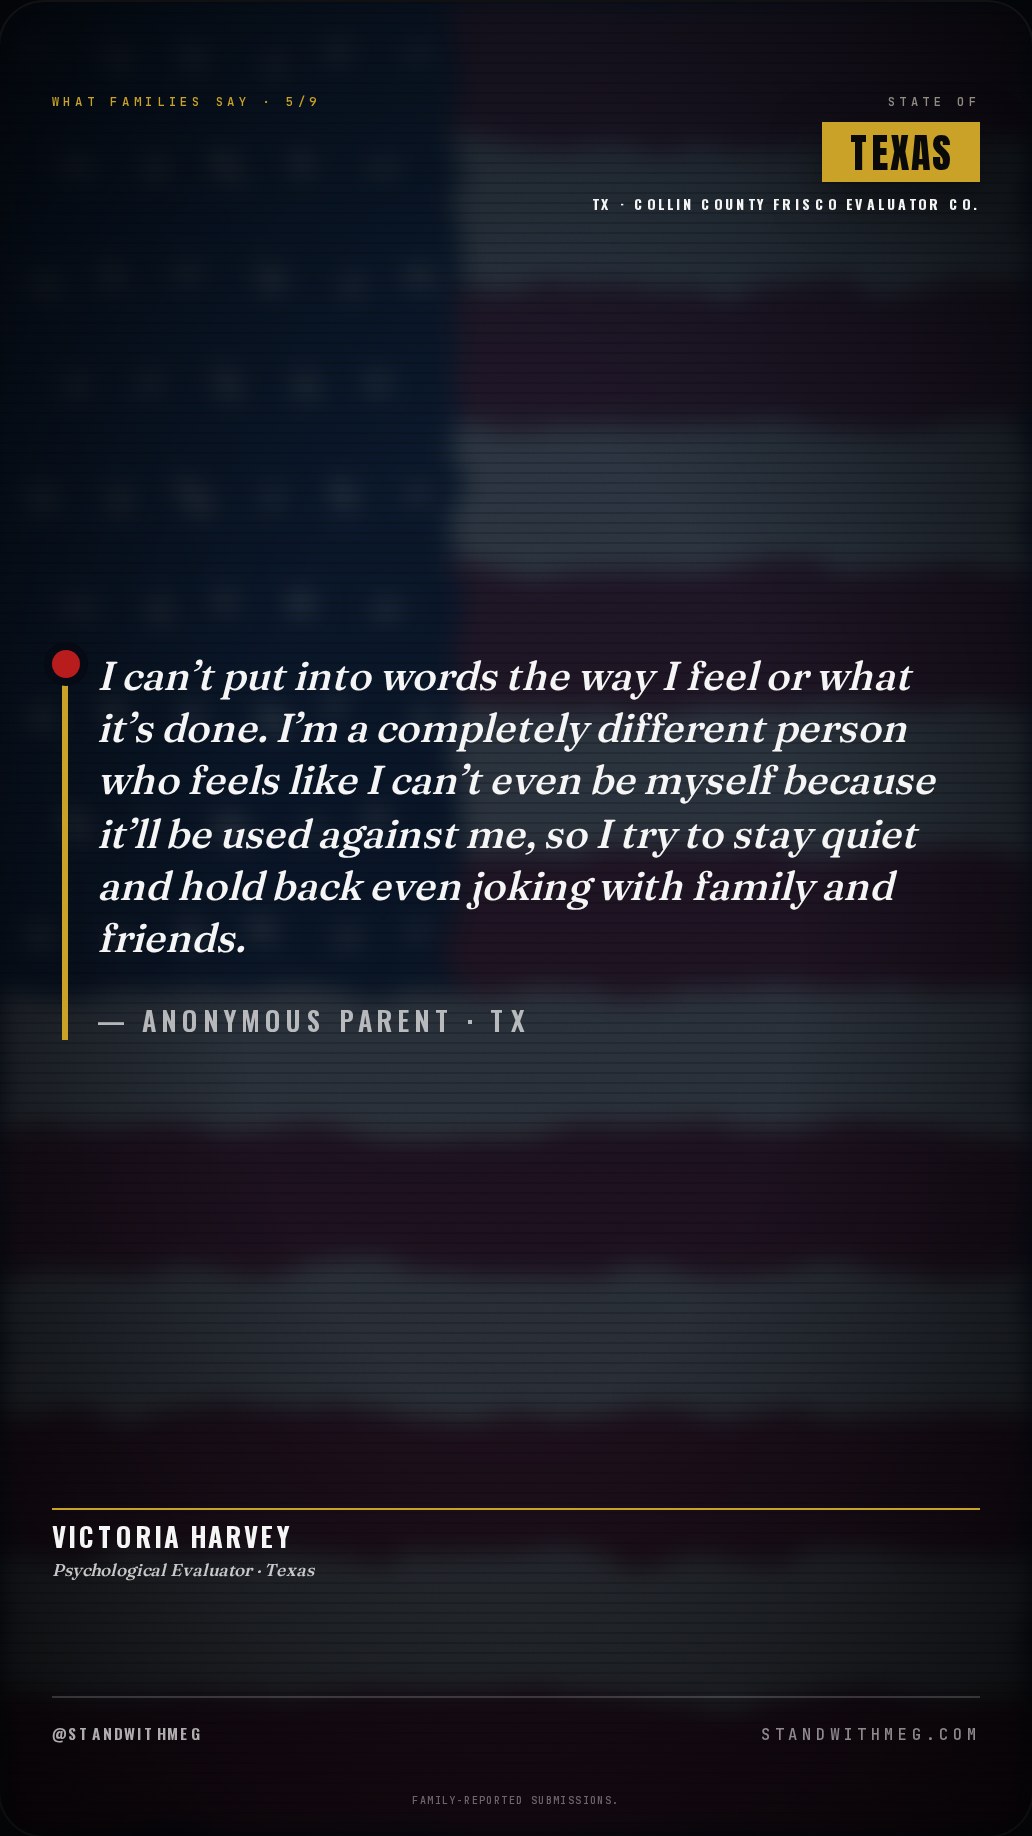 WHAT FAMILIES SAY · 5/9
STATE OF
TEXAS
TX · COLLIN COUNTY FRISCO EVALUATOR CO.
I can’t put into words the way I feel or what
it’s done. I’m a completely different person
who feels like I can’t even be myself because
it’ll be used against me, so I try to stay quiet
and hold back even joking with family and
friends.
— ANONYMOUS PARENT · TX
VICTORIA HARVEY
Psychological Evaluator · Texas
@STANDWITHMEG
STANDWITHMEG.COM
FAMILY-REPORTED SUBMISSIONS.